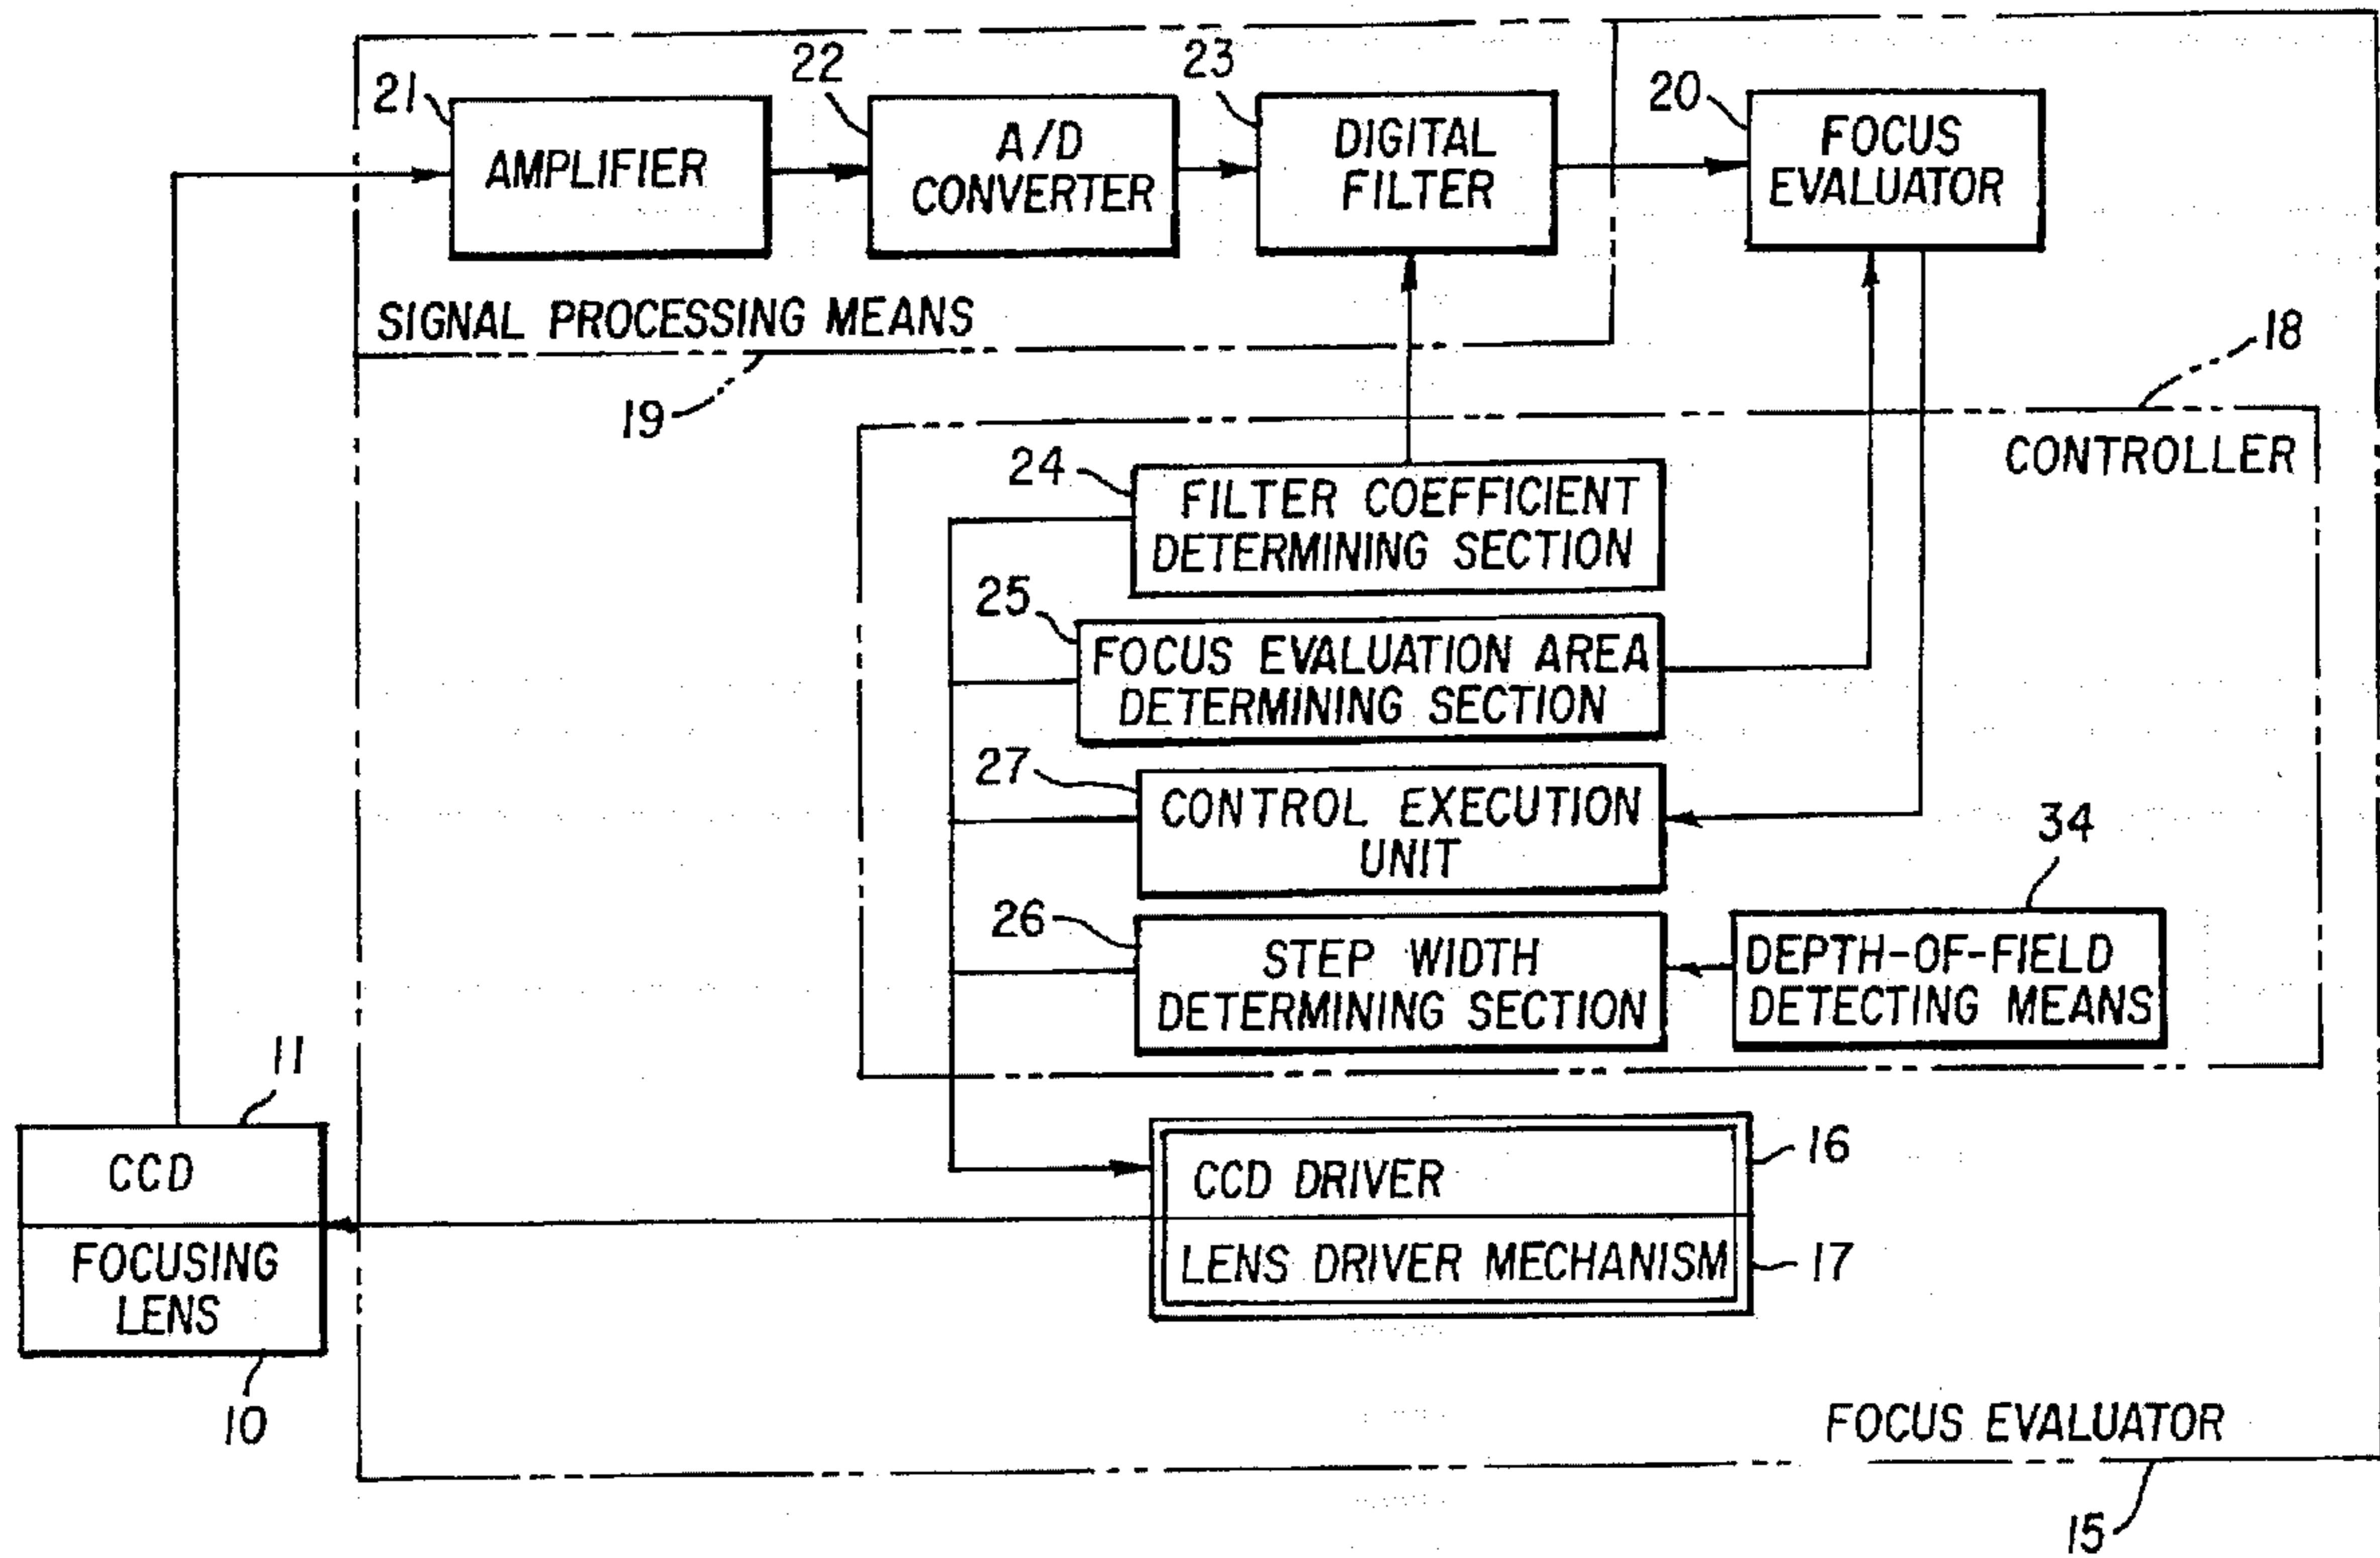 21
AMPLIFIER
22
A/D
CONVERTER
23
DIGITAL
FILTER
20
FOCUS
EVALUATOR
SIGNAL PROCESSING MEANS
19
18
CONTROLLER
24
FILTER COEFFICIENT
DETERMINING SECTION
25
FOCUS EVALUATION AREA
DETERMINING SECTION
27
CONTROL EXECUTION
UNIT
34
26
STEP WIDTH
DETERMINING SECTION
DEPTH-OF-FIELD
DETECTING MEANS
11
CCD
FOCUSING
LENS
10
CCD DRIVER
16
LENS DRIVER MECHANISM
17
FOCUS EVALUATOR
15